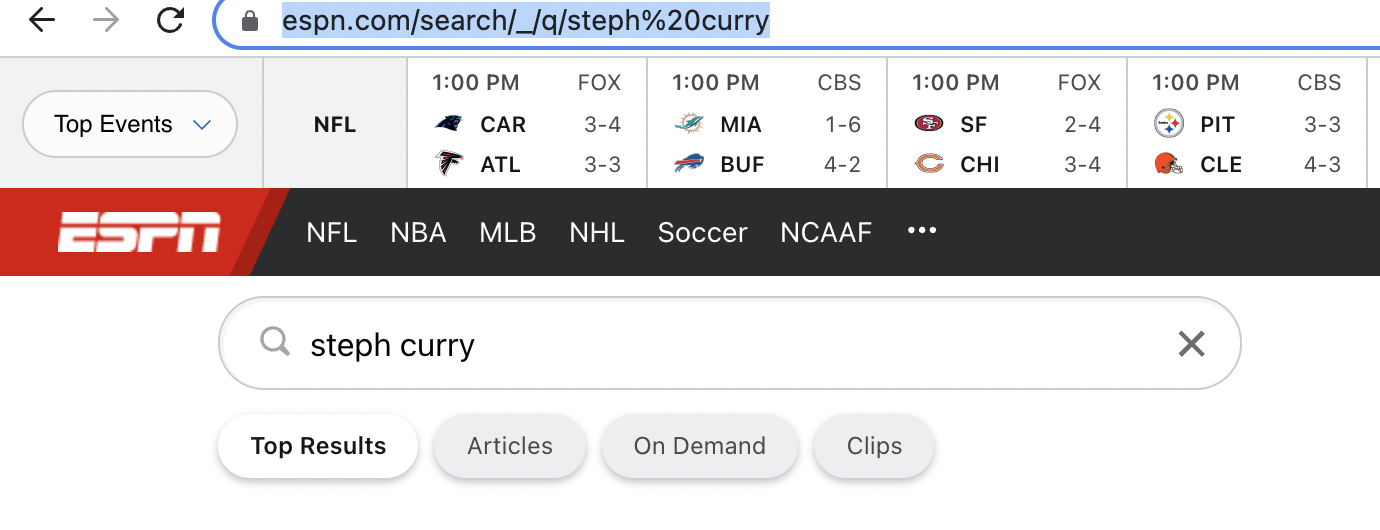 espn.com/search/_/q/steph%20curry
Top Events
NFL
1:00 PM FOX
CAR 3-4
ATL 3-3
1:00 PM CBS
MIA 1-6
BUF 4-2
1:00 PM FOX
SF 2-4
CHI 3-4
1:00 PM CBS
PIT 3-3
CLE 4-3
ESPN NFL NBA MLB NHL Soccer NCAAF •••
steph curry
Top Results Articles On Demand Clips